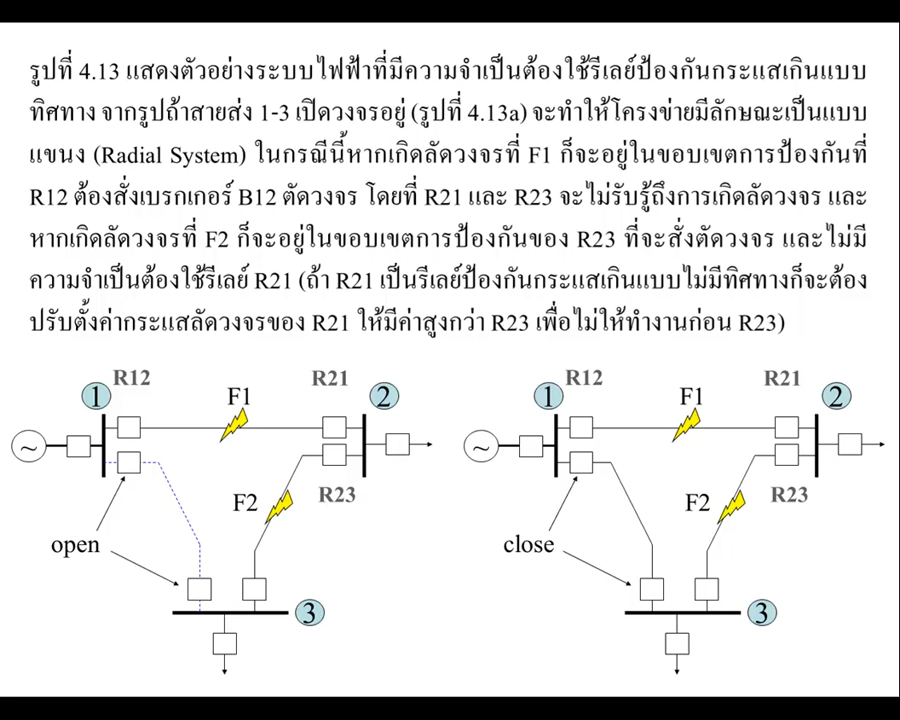 รูปที่ 4.13 แสดงตัวอย่างระบบไฟฟ้าที่มีความจำเป็นต้องใช้รีเลย์ป้องกันกระแสเกินแบบ
ทิศทาง จากรูปถ้าสายส่ง 1-3 เปิดวงจรอยู่ (รูปที่ 4.13a) จะทำให้โครงข่ายมีลักษณะเป็นแบบ
แขนง (Radial System) ในกรณีนี้หากเกิดลัดวงจรที่ F1 ก็จะอยู่ในขอบเขตการป้องกันที่
R12 ต้องสั่งเบรกเกอร์ B12 ตัดวงจร โดยที่ R21 และ R23 จะไม่รับรู้ถึงการเกิดลัดวงจร และ
หากเกิดลัดวงจรที่ F2 ก็จะอยู่ในขอบเขตการป้องกันของ R23 ที่จะสั่งตัดวงจร และไม่มี
ความจำเป็นต้องใช้รีเลย์ R21 (ถ้า R21 เป็นรีเลย์ป้องกันกระแสเกินแบบไม่มีทิศทางก็จะต้อง
ปรับตั้งค่ากระแสลัดวงจรของ R21 ให้มีค่าสูงกว่า R23 เพื่อไม่ให้ทำงานก่อน R23)
1 R12 F1 R21 2
~
F2 R23
open
3
1 R12 F1 R21 2
~
F2 R23
close
3